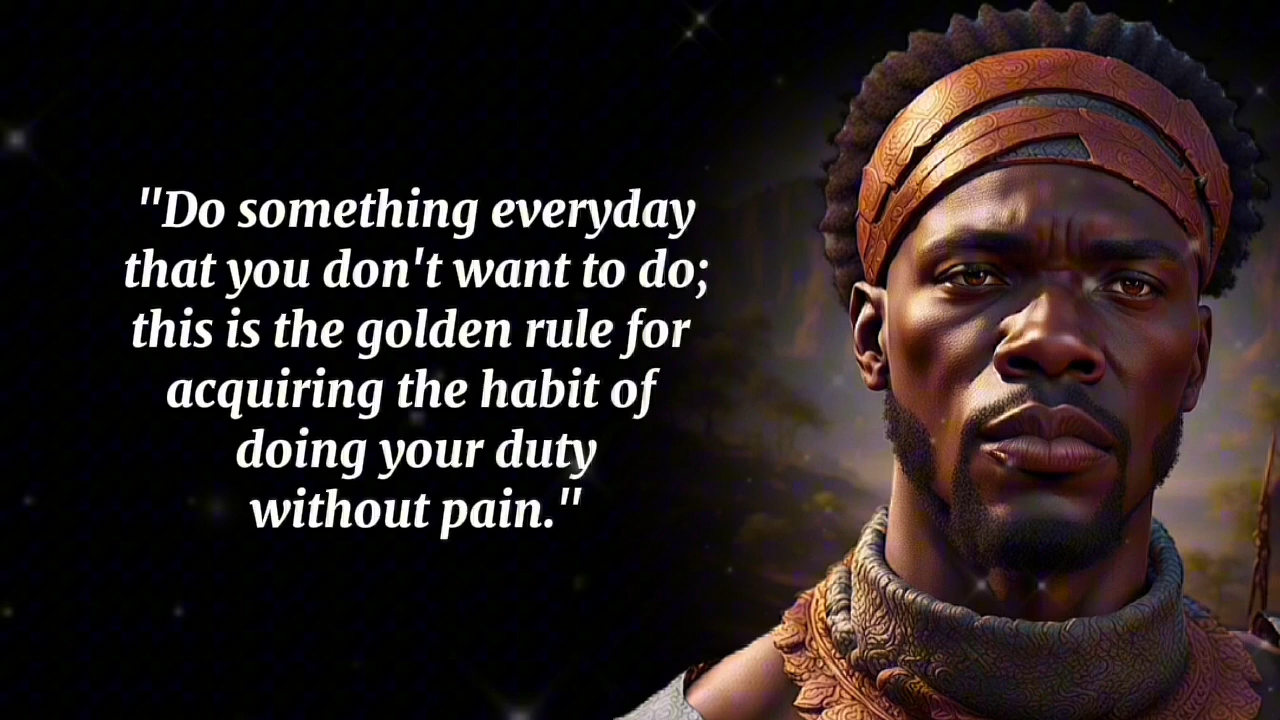 "Do something everyday
that you don't want to do;
this is the golden rule for
acquiring the habit of
doing your duty
without pain."